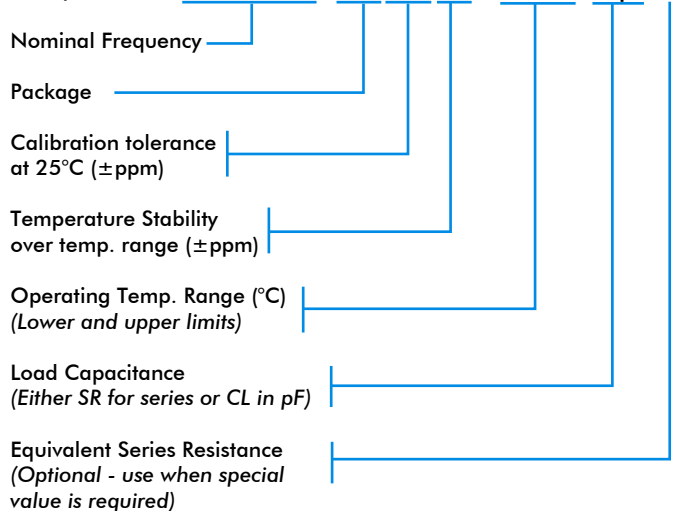 Nominal Frequency
Package
Calibration tolerance
at 25°C (±ppm)
Temperature Stability
over temp. range (±ppm)
Operating Temp. Range (°C)
(Lower and upper limits)
Load Capacitance
(Either SR for series or CL in pF)
Equivalent Series Resistance
(Optional - use when special
value is required)